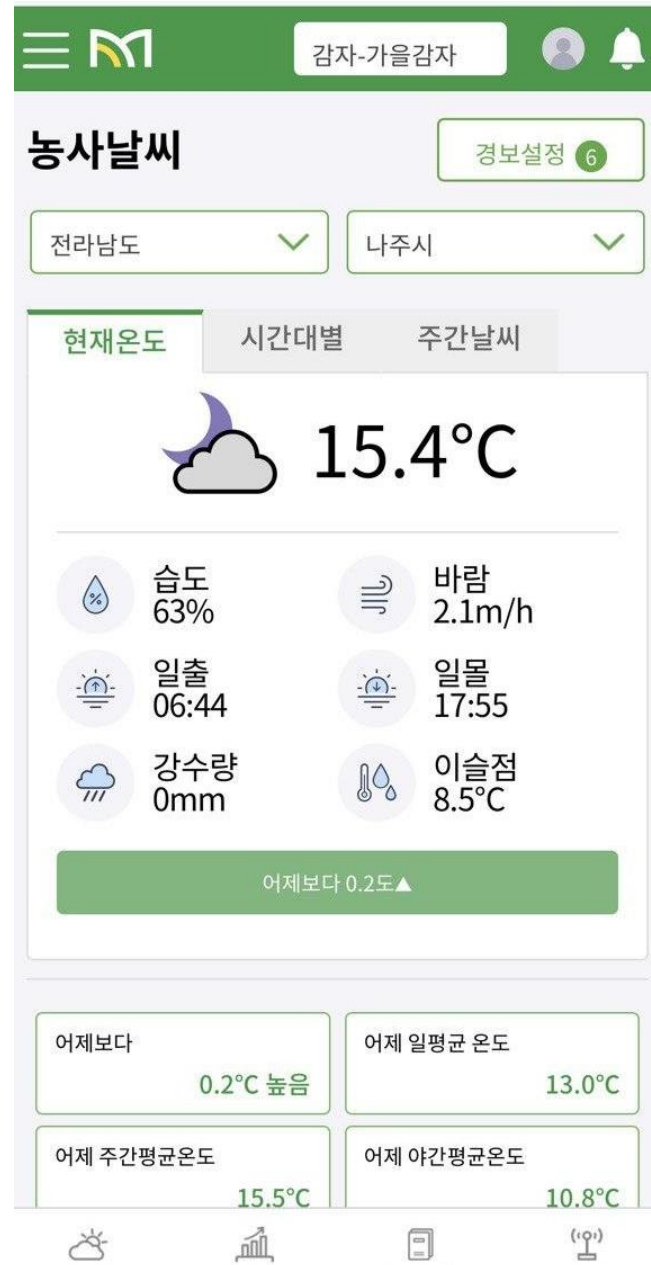 감자-가을감자
농사날씨
경보설정 6
전라남도
나주시
현재온도
시간대별
주간날씨
15.4°C
습도
63%
바람
2.1m/h
일출
06:44
일몰
17:55
강수량
0mm
이슬점
8.5°C
어제보다 0.2도▲
어제보다
0.2°C 높음
어제 일평균 온도
13.0°C
어제 주간평균온도
15.5°C
어제 야간평균온도
10.8°C